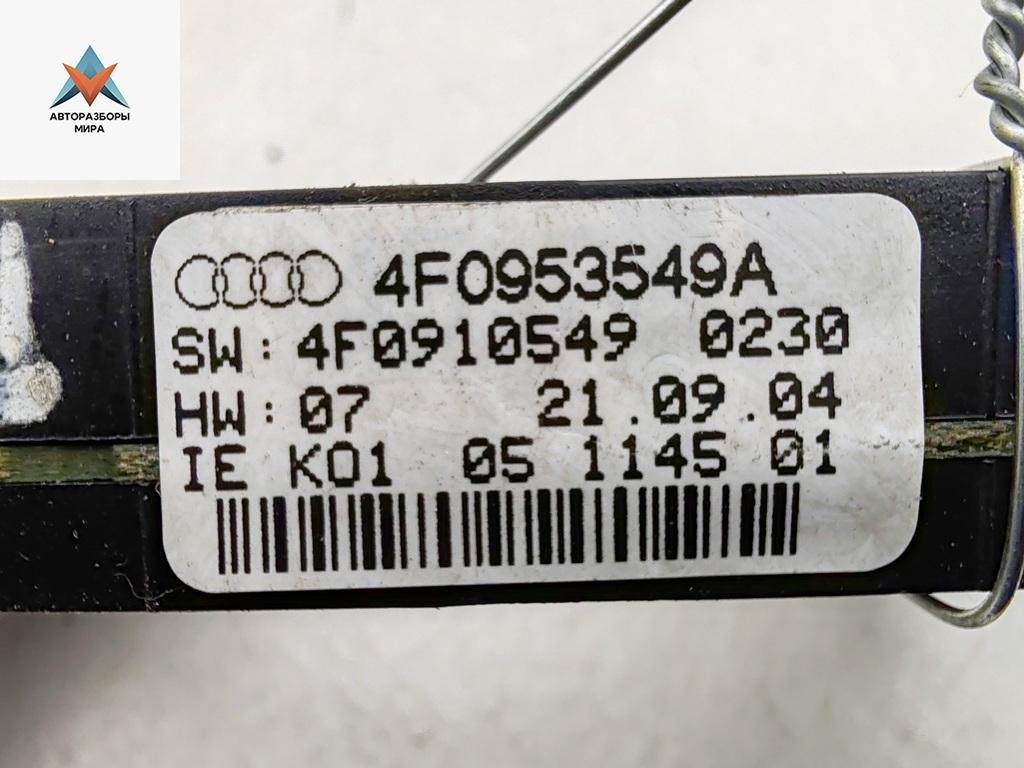 АВТОРАЗБОРЫ
МИРА
4F0953549A
SW: 4F0910549 0230
HW: 07 21.09.04
IE K01 05 1145 01